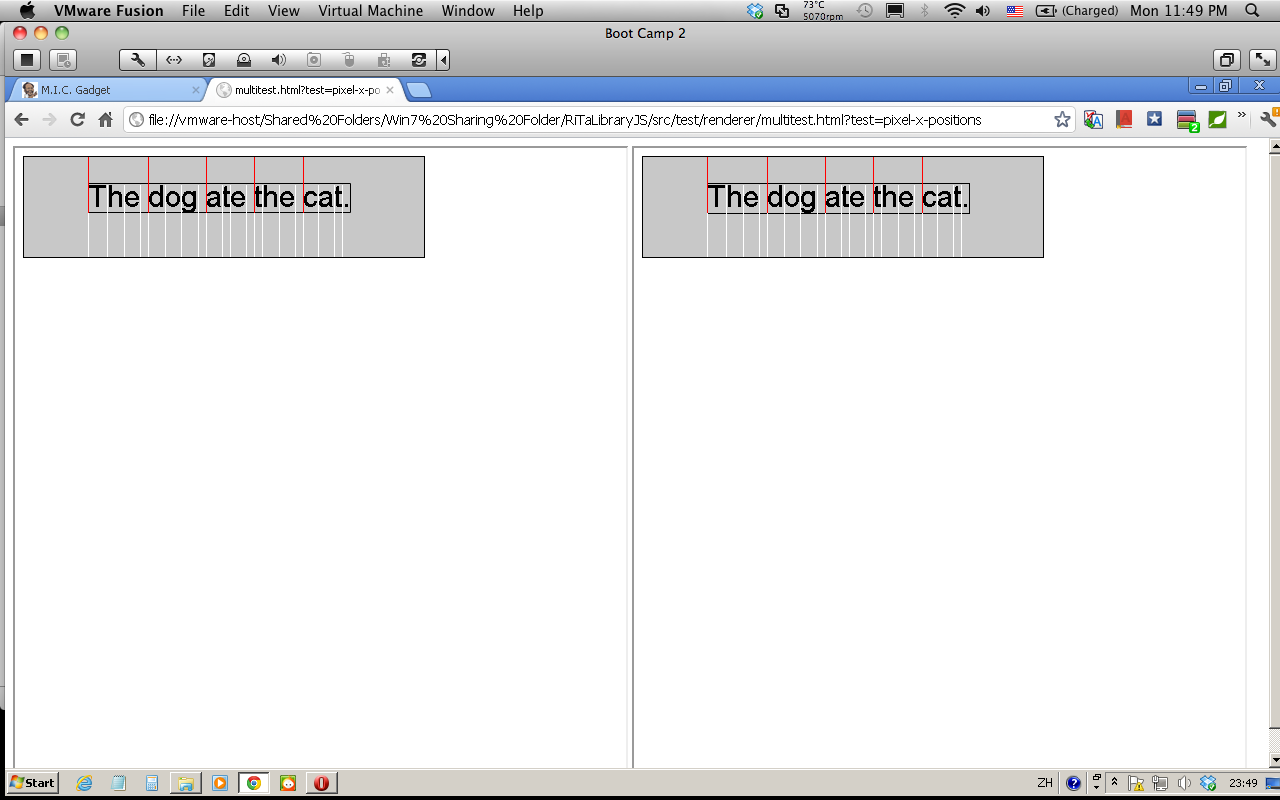 VMware Fusion File Edit View Virtual Machine Window Help 73°C 5070rpm (Charged) Mon 11:49 PM
Boot Camp 2
M.I.C. Gadget multitest.html?test=pixel-x-po
file://vmware-host/Shared%20Folders/Win7%20Sharing%20Folder/RiTaLibraryJS/src/test/renderer/multitest.html?test=pixel-x-positions
The dog ate the cat. The dog ate the cat.
Start ZH 23:49